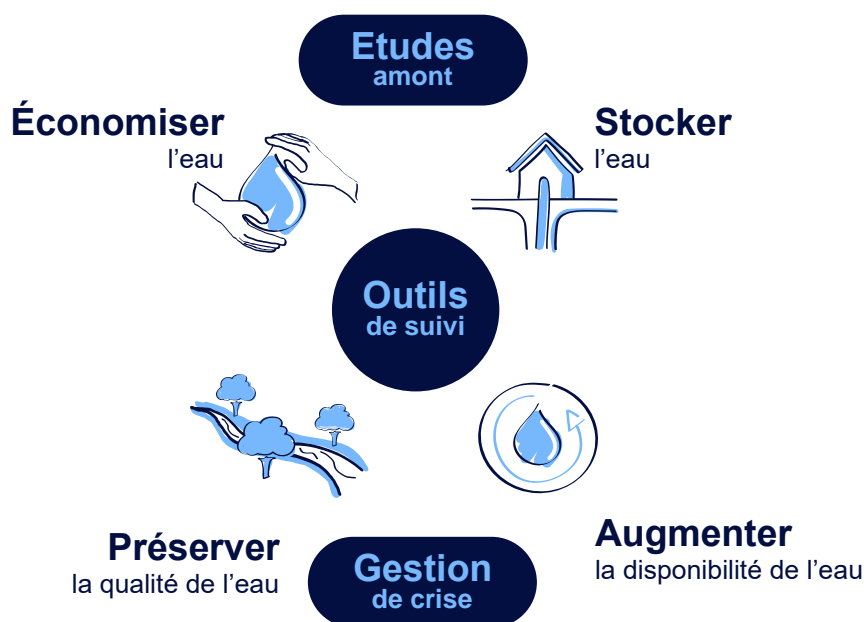 Etudes
amont
Économiser
l'eau
Stocker
l'eau
Outils
de suivi
Préserver
la qualité de l'eau
Gestion
de crise
Augmenter
la disponibilité de l'eau